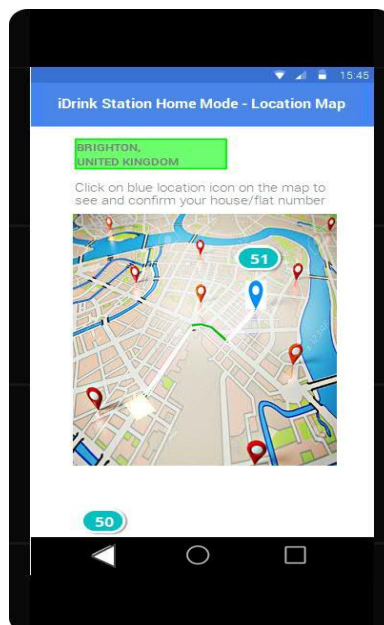 15:45
iDrink Station Home Mode - Location Map
BRIGHTON,
UNITED KINGDOM
Click on blue location icon on the map to
see and confirm your house/flat number
51
50